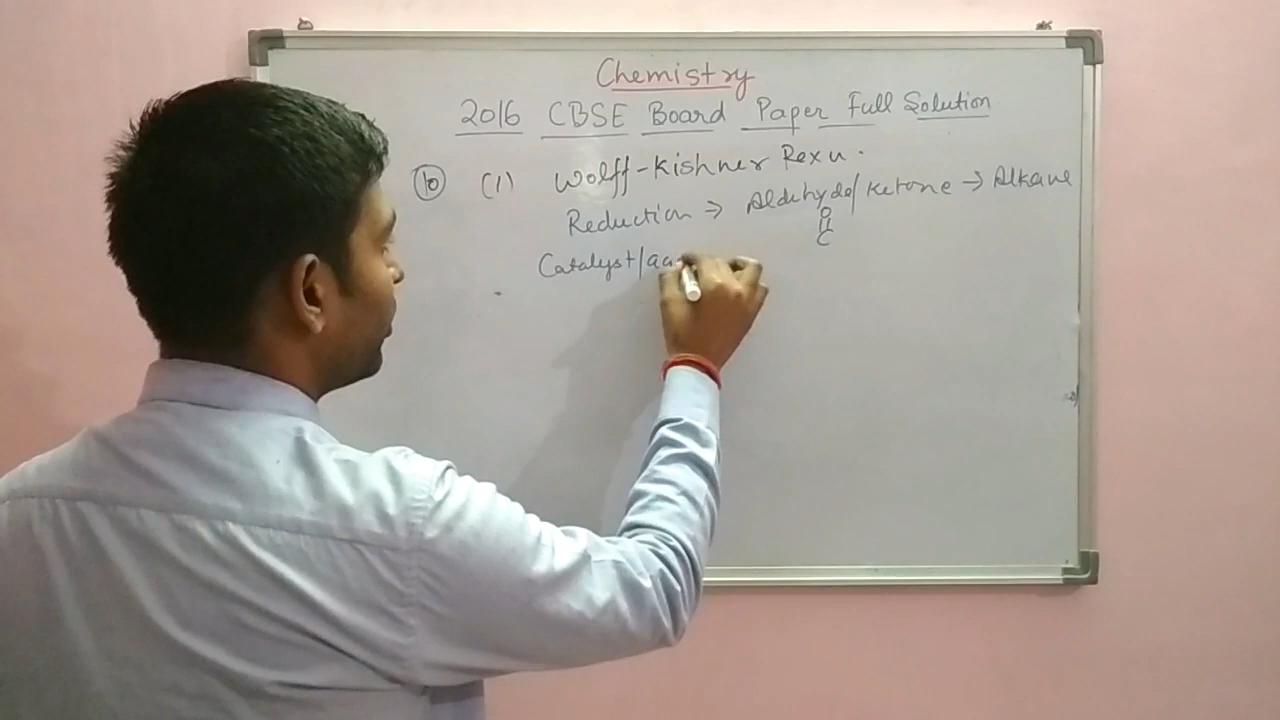 Chemistry
2016 CBSE Board Paper Full Solution
10 (1) Wolff-Kishner Rexn.
Reduction → Aldehyde/Ketone → Alkane
O
||
C
Catalyst/